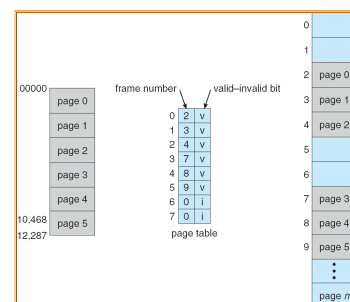 00000
page 0
page 1
page 2
page 3
page 4
page 5
10,468
12,287
frame number
valid–invalid bit
0 2 v
1 3 v
2 4 v
3 7 v
4 8 v
5 9 v
6 0 i
7 0 i
page table
0
1
2 page 0
3 page 1
4 page 2
5
6
7 page 3
8 page 4
9 page 5
page n